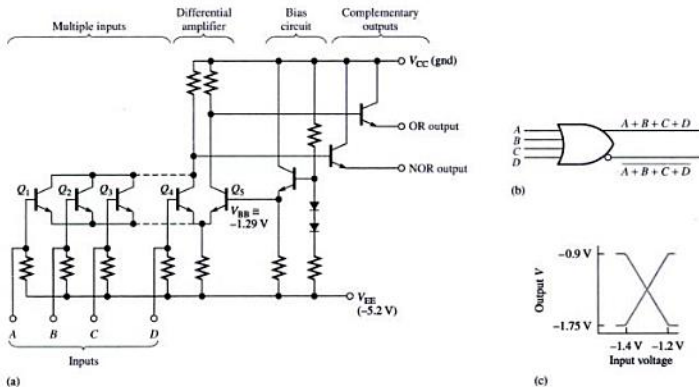 Multiple inputs
Differential amplifier
Bias circuit
Complementary outputs
V_CC (gnd)
OR output
NOR output
Q₁
Q₂
Q₃
Q₄
Q₅
V_BB ≡ −1.29 V
V_EE (−5.2 V)
A
B
C
D
Inputs
(a)
A
B
C
D
A + B + C + D
A + B + C + D
(b)
Output V
−0.9 V
−1.75 V
−1.4 V
−1.2 V
Input voltage
(c)